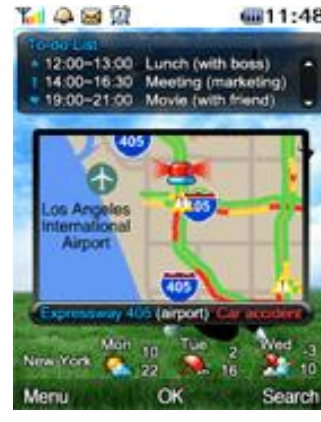 11:48
To-do List
12:00~13:00 Lunch (with boss)
14:00~16:30 Meeting (marketing)
19:00~21:00 Movie (with friend)
405
Los Angeles
International
Airport
405
405
Expressway 405 (airport) Car accident
Mon Tue Wed
New York 10 2 -3
22 16 10
Menu OK Search